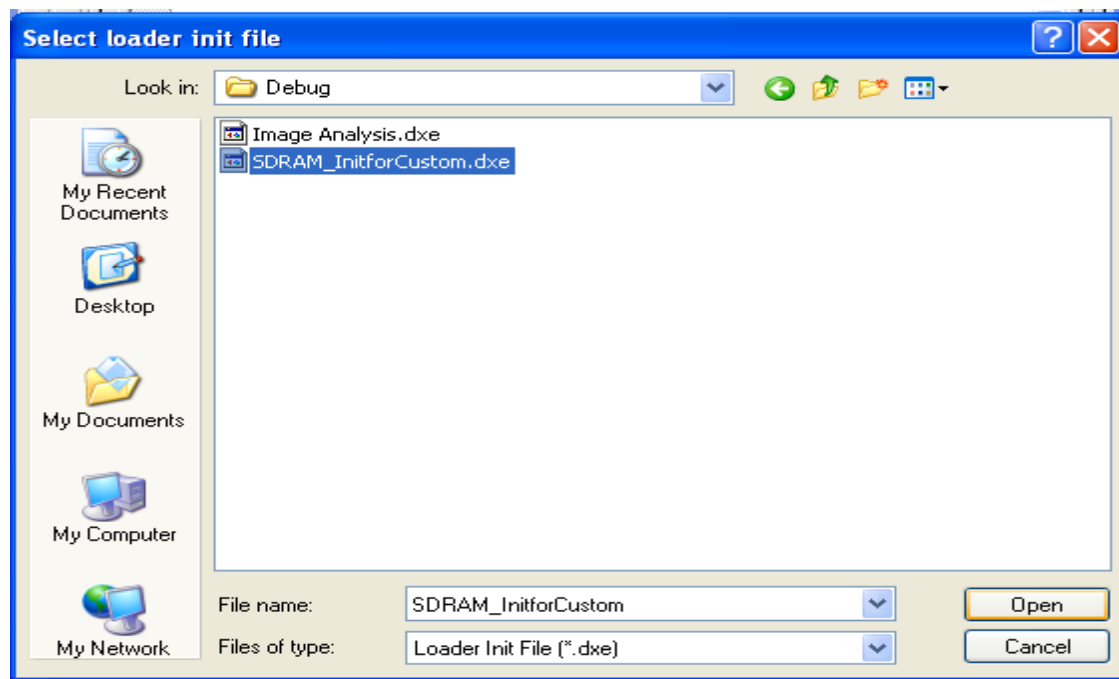 Select loader init file
Look in:
Debug
Image Analysis.dxe
SDRAM_InitforCustom.dxe
My Recent
Documents
Desktop
My Documents
My Computer
My Network
File name:
SDRAM_InitforCustom
Open
Files of type:
Loader Init File (*.dxe)
Cancel